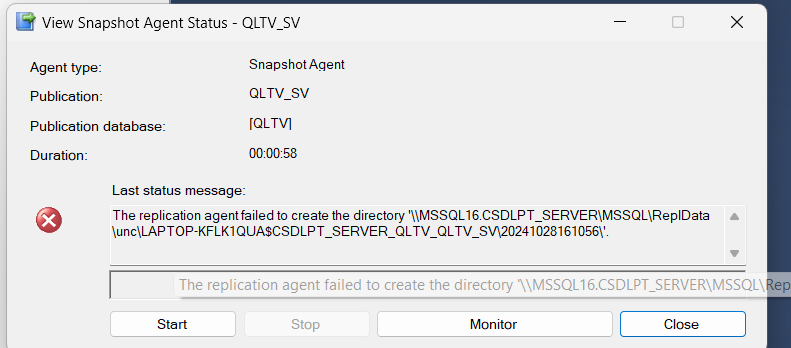 View Snapshot Agent Status - QLTV_SV
Agent type: Snapshot Agent
Publication: QLTV_SV
Publication database: [QLTV]
Duration: 00:00:58
Last status message:
The replication agent failed to create the directory '\\MSSQL16.CSDLPT_SERVER\MSSQL\ReplData
\unc\LAPTOP-KFLK1QUA$CSDLPT_SERVER_QLTV_QLTV_SV\20241028161056\'.
The replication agent failed to create the directory '\\MSSQL16.CSDLPT_SERVER\MSSQL\Rep
Start Stop Monitor Close